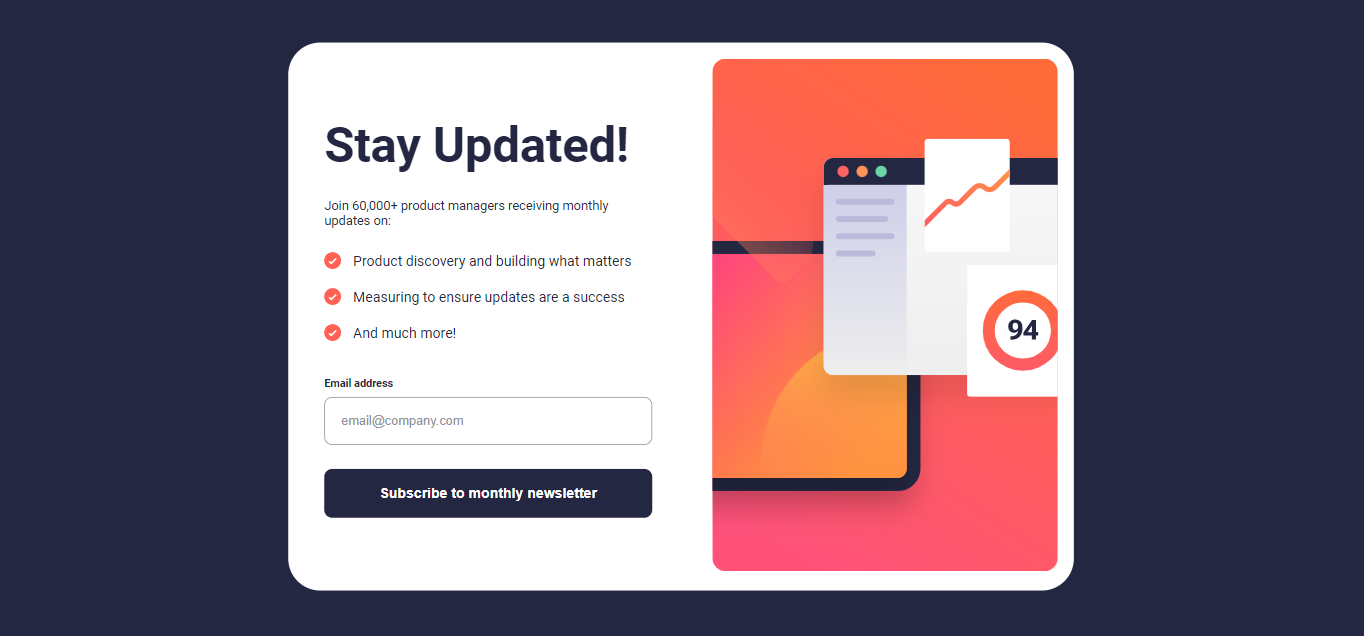 Stay Updated!
Join 60,000+ product managers receiving monthly
updates on:
Product discovery and building what matters
Measuring to ensure updates are a success
And much more!
Email address
email@company.com
Subscribe to monthly newsletter
94